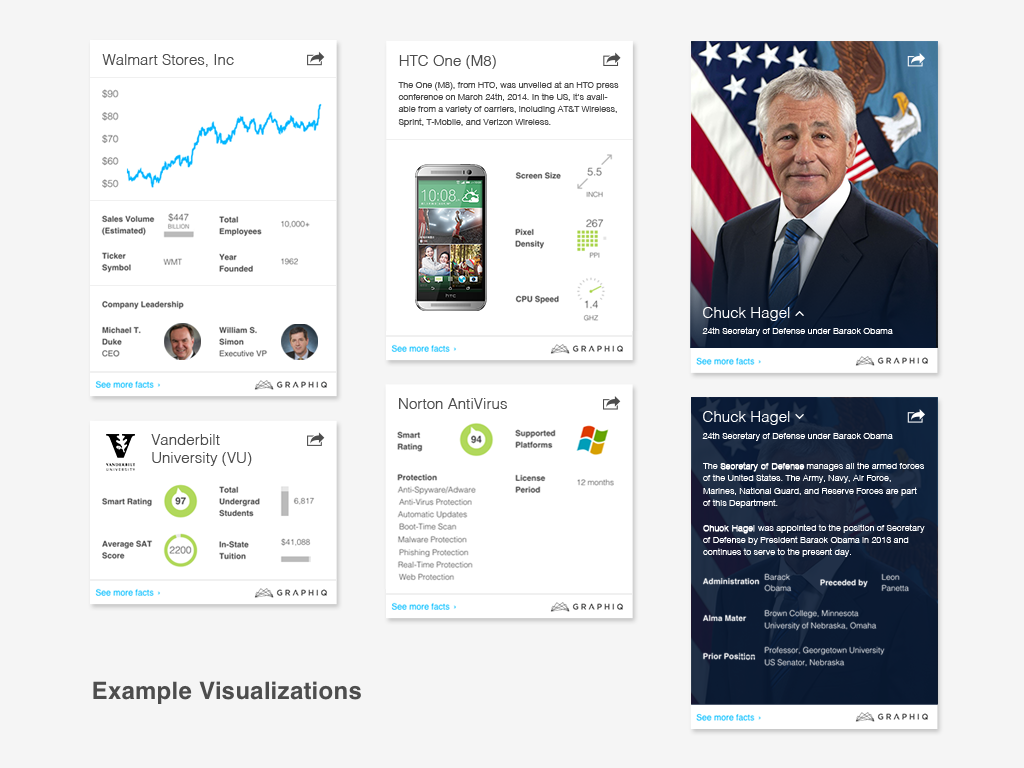 Walmart Stores, Inc
$90
$80
$70
$60
$50
Sales Volume
(Estimated)
$447
BILLION
Total
Employees
10,000+
Ticker
Symbol
WMT
Year
Founded
1962
Company Leadership
Michael T.
Duke
CEO
William S.
Simon
Executive VP
See more facts ›
GRAPHIQ
VANDERBILT
UNIVERSITY
Vanderbilt
University (VU)
Smart Rating
97
Total
Undergrad
Students
6,817
Average SAT
Score
2200
In-State
Tuition
$41,088
See more facts ›
GRAPHIQ
HTC One (M8)
The One (M8), from HTC, was unveiled at an HTC press
conference on March 24th, 2014. In the US, it's avail-
able from a variety of carriers, including AT&T Wireless,
Sprint, T-Mobile, and Verizon Wireless.
10:08
hTC
Screen Size
5.5
INCH
Pixel
Density
267
PPI
CPU Speed
1.4
GHZ
See more facts ›
GRAPHIQ
Norton AntiVirus
Smart
Rating
94
Supported
Platforms
Protection
Anti-Spyware/Adware
Anti-Virus Protection
Automatic Updates
Boot-Time Scan
Malware Protection
Phishing Protection
Real-Time Protection
Web Protection
License
Period
12 months
See more facts ›
GRAPHIQ
Chuck Hagel
24th Secretary of Defense under Barack Obama
See more facts ›
GRAPHIQ
Chuck Hagel
24th Secretary of Defense under Barack Obama
The Secretary of Defense manages all the armed forces
of the United States. The Army, Navy, Air Force,
Marines, National Guard, and Reserve Forces are part
of this Department.
Chuck Hagel was appointed to the position of Secretary
of Defense by President Barack Obama in 2013 and
continues to serve to the present day.
Administration
Barack
Obama
Preceded by
Leon
Panetta
Alma Mater
Brown College, Minnesota
University of Nebraska, Omaha
Prior Position
Professor, Georgetown University
US Senator, Nebraska
See more facts ›
GRAPHIQ
Example Visualizations